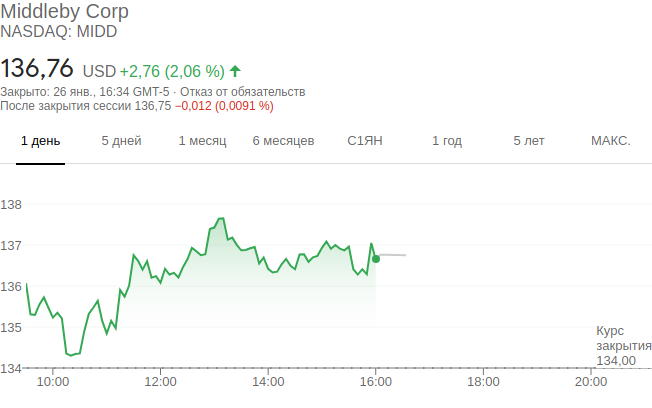 Middleby Corp
NASDAQ: MIDD
136,76 USD +2,76 (2,06 %)
Закрыто: 26 янв., 16:34 GMT-5 · Отказ от обязательств
После закрытия сессии 136,75 −0,012 (0,0091 %)
1 день 5 дней 1 месяц 6 месяцев С1ЯН 1 год 5 лет МАКС.
138
137
136
135
Курс
закрытия
134,00
134
10:00 12:00 14:00 16:00 18:00 20:00